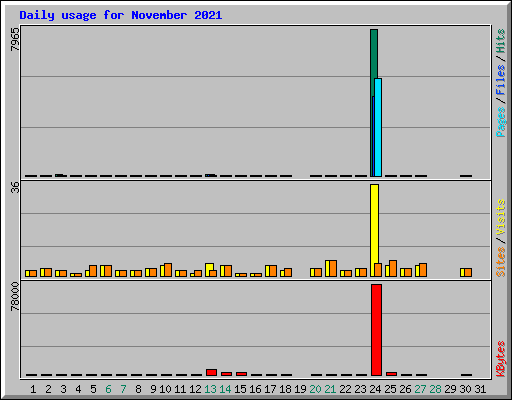 Daily usage for November 2021
7965
Pages / Files / Hits
36
Sites / Visits
78000
KBytes
1 2 3 4 5 6 7 8 9 10 11 12 13 14 15 16 17 18 19 20 21 22 23 24 25 26 27 28 29 30 31